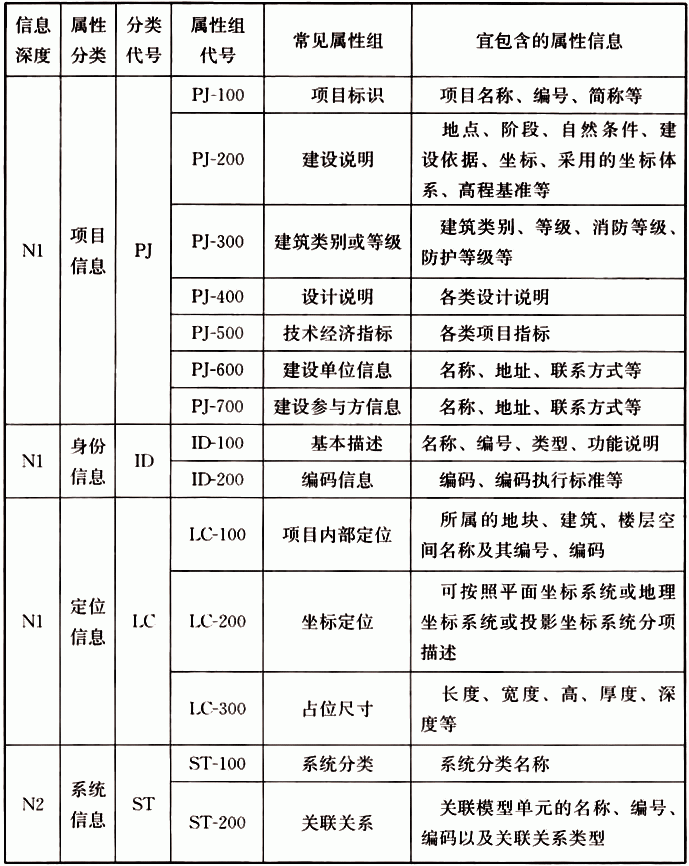 信息深度 属性分类 分类代号 属性组代号 常见属性组 宜包含的属性信息
N1 项目信息 PJ
PJ-100 项目标识 项目名称、编号、简称等
PJ-200 建设说明 地点、阶段、自然条件、建
设依据、坐标、采用的坐标体
系、高程基准等
PJ-300 建筑类别或等级 建筑类别、等级、消防等级、
防护等级等
PJ-400 设计说明 各类设计说明
PJ-500 技术经济指标 各类项目指标
PJ-600 建设单位信息 名称、地址、联系方式等
PJ-700 建设参与方信息 名称、地址、联系方式等
N1 身份信息 ID
ID-100 基本描述 名称、编号、类型、功能说明
ID-200 编码信息 编码、编码执行标准等
N1 定位信息 LC
LC-100 项目内部定位 所属的地块、建筑、楼层空
间名称及其编号、编码
LC-200 坐标定位 可按照平面坐标系统或地理
坐标系统或投影坐标系统分项
描述
LC-300 占位尺寸 长度、宽度、高、厚度、深
度等
N2 系统信息 ST
ST-100 系统分类 系统分类名称
ST-200 关联关系 关联模型单元的名称、编号、
编码以及关联关系类型